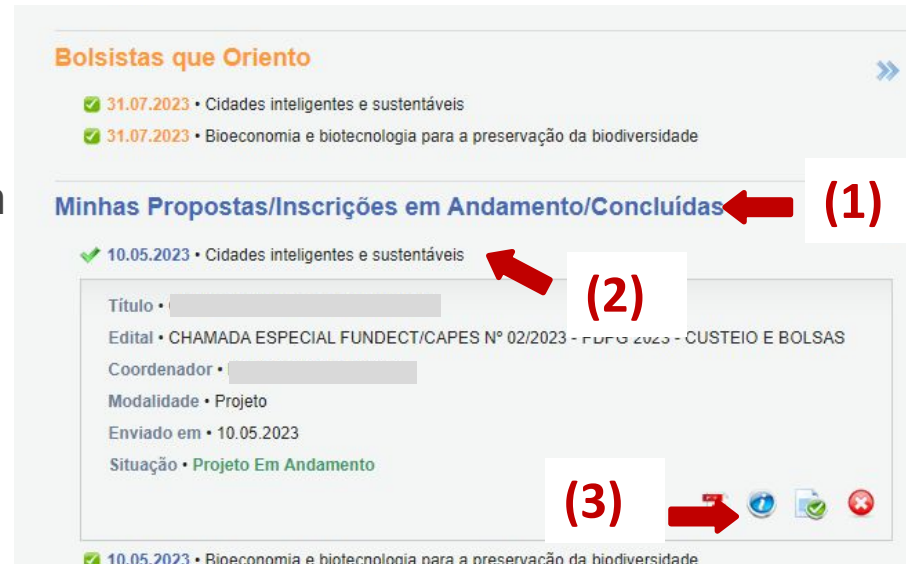 Bolsistas que Oriento
31.07.2023 • Cidades inteligentes e sustentáveis
31.07.2023 • Bioeconomia e biotecnologia para a preservação da biodiversidade
Minhas Propostas/Inscrições em Andamento/Concluídas (1)
10.05.2023 • Cidades inteligentes e sustentáveis
(2)
Título •
Edital • CHAMADA ESPECIAL FUNDECT/CAPES Nº 02/2023 - PDPG 2023 - CUSTEIO E BOLSAS
Coordenador •
Modalidade • Projeto
Enviado em • 10.05.2023
Situação • Projeto Em Andamento
(3)
10.05.2023 • Bioeconomia e biotecnologia para a preservação da biodiversidade